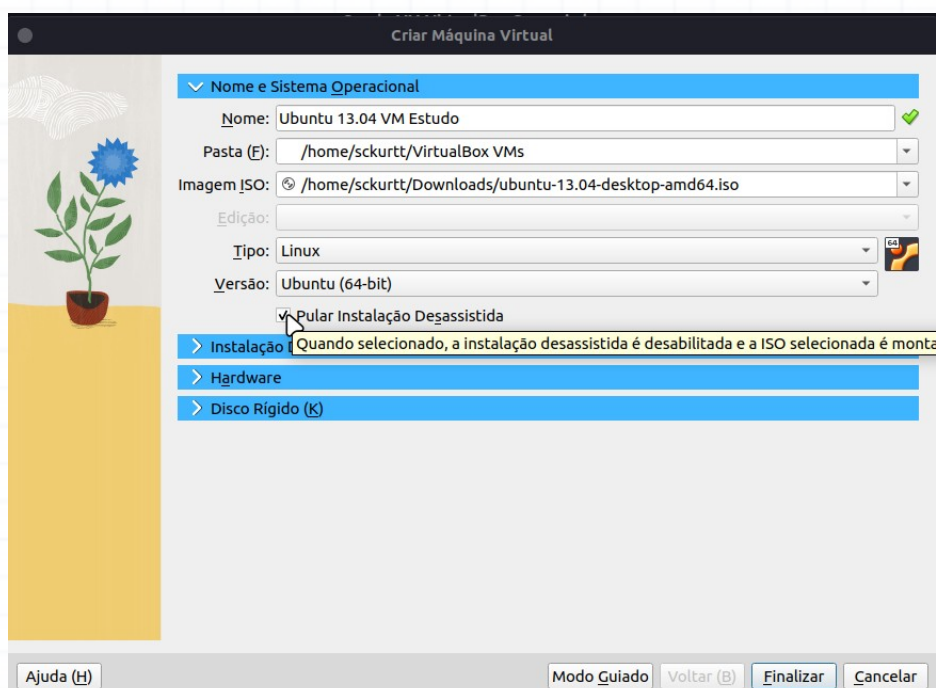 Criar Máquina Virtual
Nome e Sistema Operacional
Nome: Ubuntu 13.04 VM Estudo
Pasta (F): /home/sckurtt/VirtualBox VMs
Imagem ISO: /home/sckurtt/Downloads/ubuntu-13.04-desktop-amd64.iso
Edição:
Tipo: Linux
64
Versão: Ubuntu (64-bit)
Pular Instalação Desassistida
Instalação
Quando selecionado, a instalação desassistida é desabilitada e a ISO selecionada é monta
Hardware
Disco Rígido (K)
Ajuda (H) Modo Guiado Voltar (B) Finalizar Cancelar